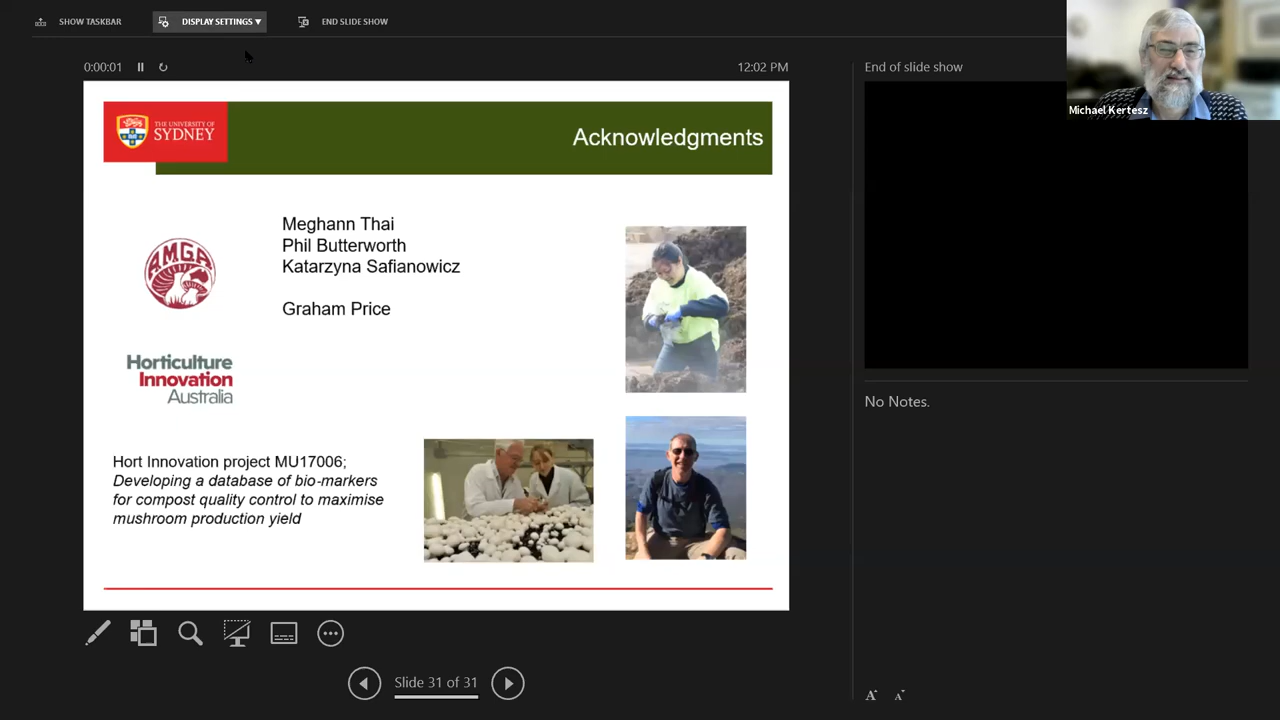 SHOW TASKBAR
DISPLAY SETTINGS ▾
END SLIDE SHOW
0:00:01
12:02 PM
End of slide show
Michael Kertesz
THE UNIVERSITY OF
SYDNEY
Acknowledgments
Meghann Thai
Phil Butterworth
Katarzyna Safianowicz
Graham Price
AMGA
Horticulture
Innovation
Australia
Hort Innovation project MU17006;
Developing a database of bio-markers
for compost quality control to maximise
mushroom production yield
No Notes.
Slide 31 of 31
A A